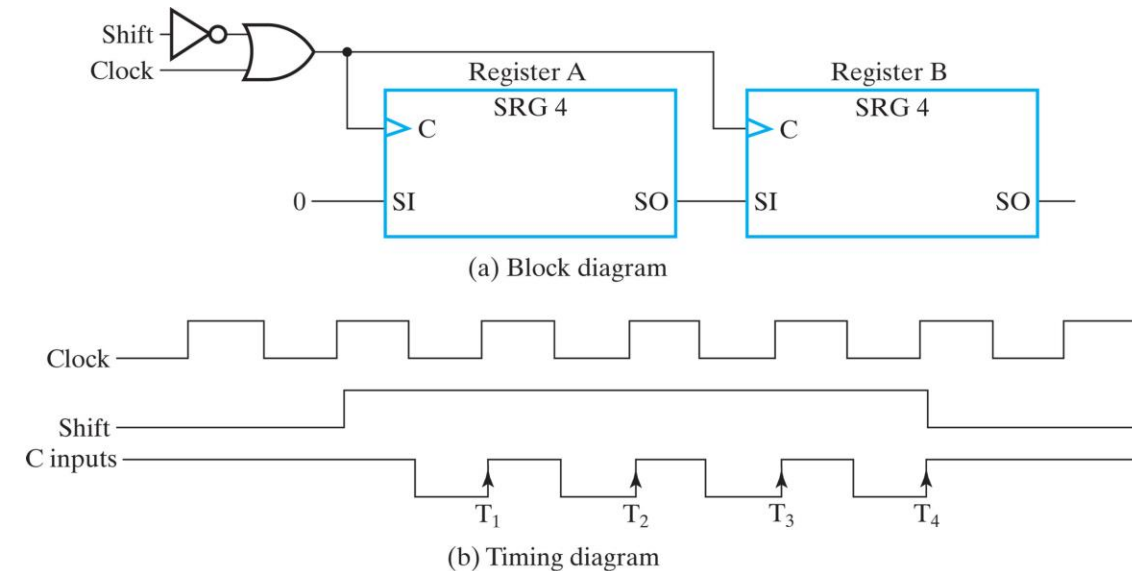 Shift
Clock
Register A
Register B
SRG 4
SRG 4
C
C
0
SI
SO
SI
SO
(a) Block diagram
Clock
Shift
C inputs
T₁
T₂
T₃
T₄
(b) Timing diagram